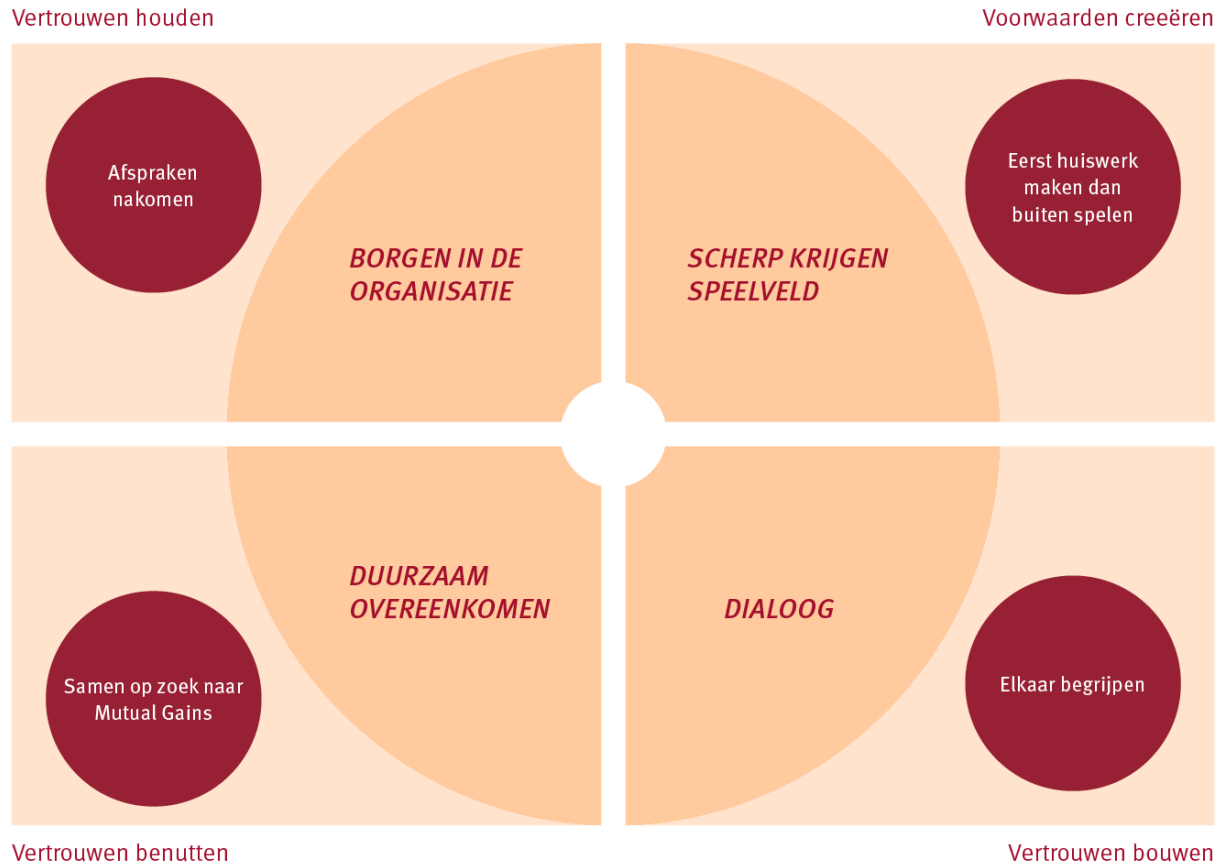 Vertrouwen houden
Voorwaarden creeëren
Afspraken
nakomen
Eerst huiswerk
maken dan
buiten spelen
BORGEN IN DE
ORGANISATIE
SCHERP KRIJGEN
SPEELVELD
DUURZAAM
OVEREENKOMEN
DIALOOG
Samen op zoek naar
Mutual Gains
Elkaar begrijpen
Vertrouwen benutten
Vertrouwen bouwen